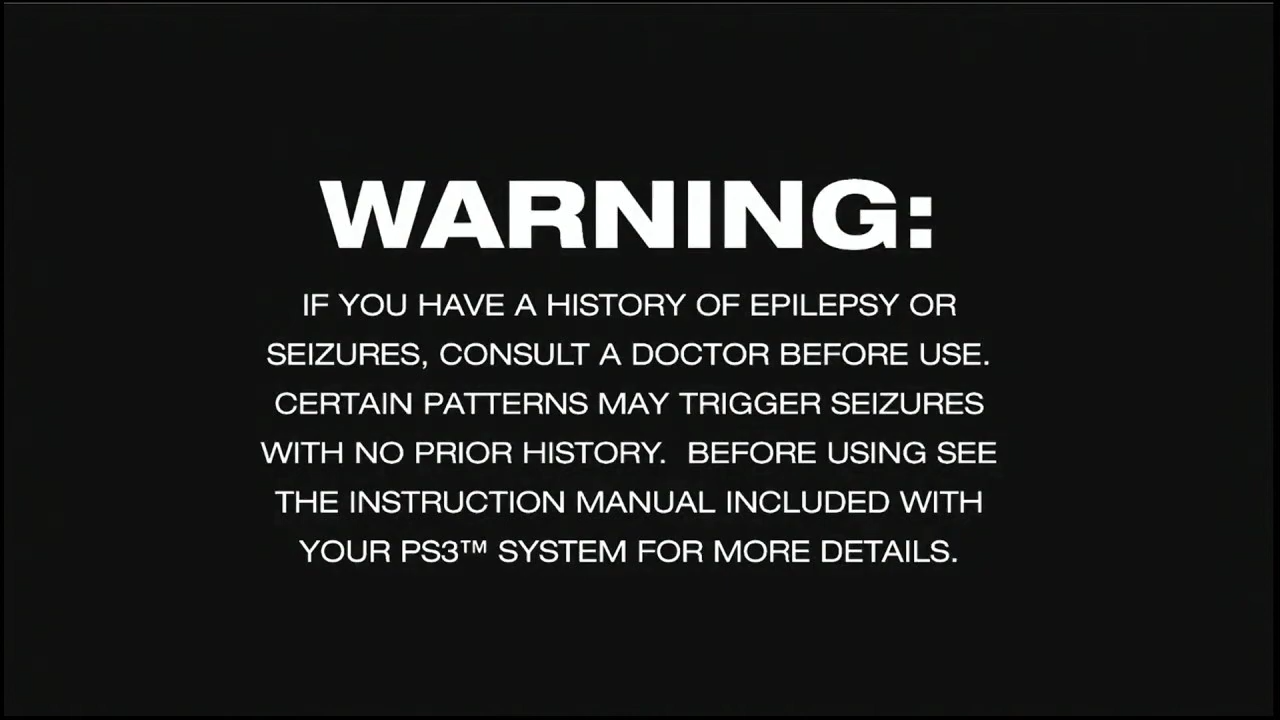 WARNING:
IF YOU HAVE A HISTORY OF EPILEPSY OR
SEIZURES, CONSULT A DOCTOR BEFORE USE.
CERTAIN PATTERNS MAY TRIGGER SEIZURES
WITH NO PRIOR HISTORY.  BEFORE USING SEE
THE INSTRUCTION MANUAL INCLUDED WITH
YOUR PS3™ SYSTEM FOR MORE DETAILS.